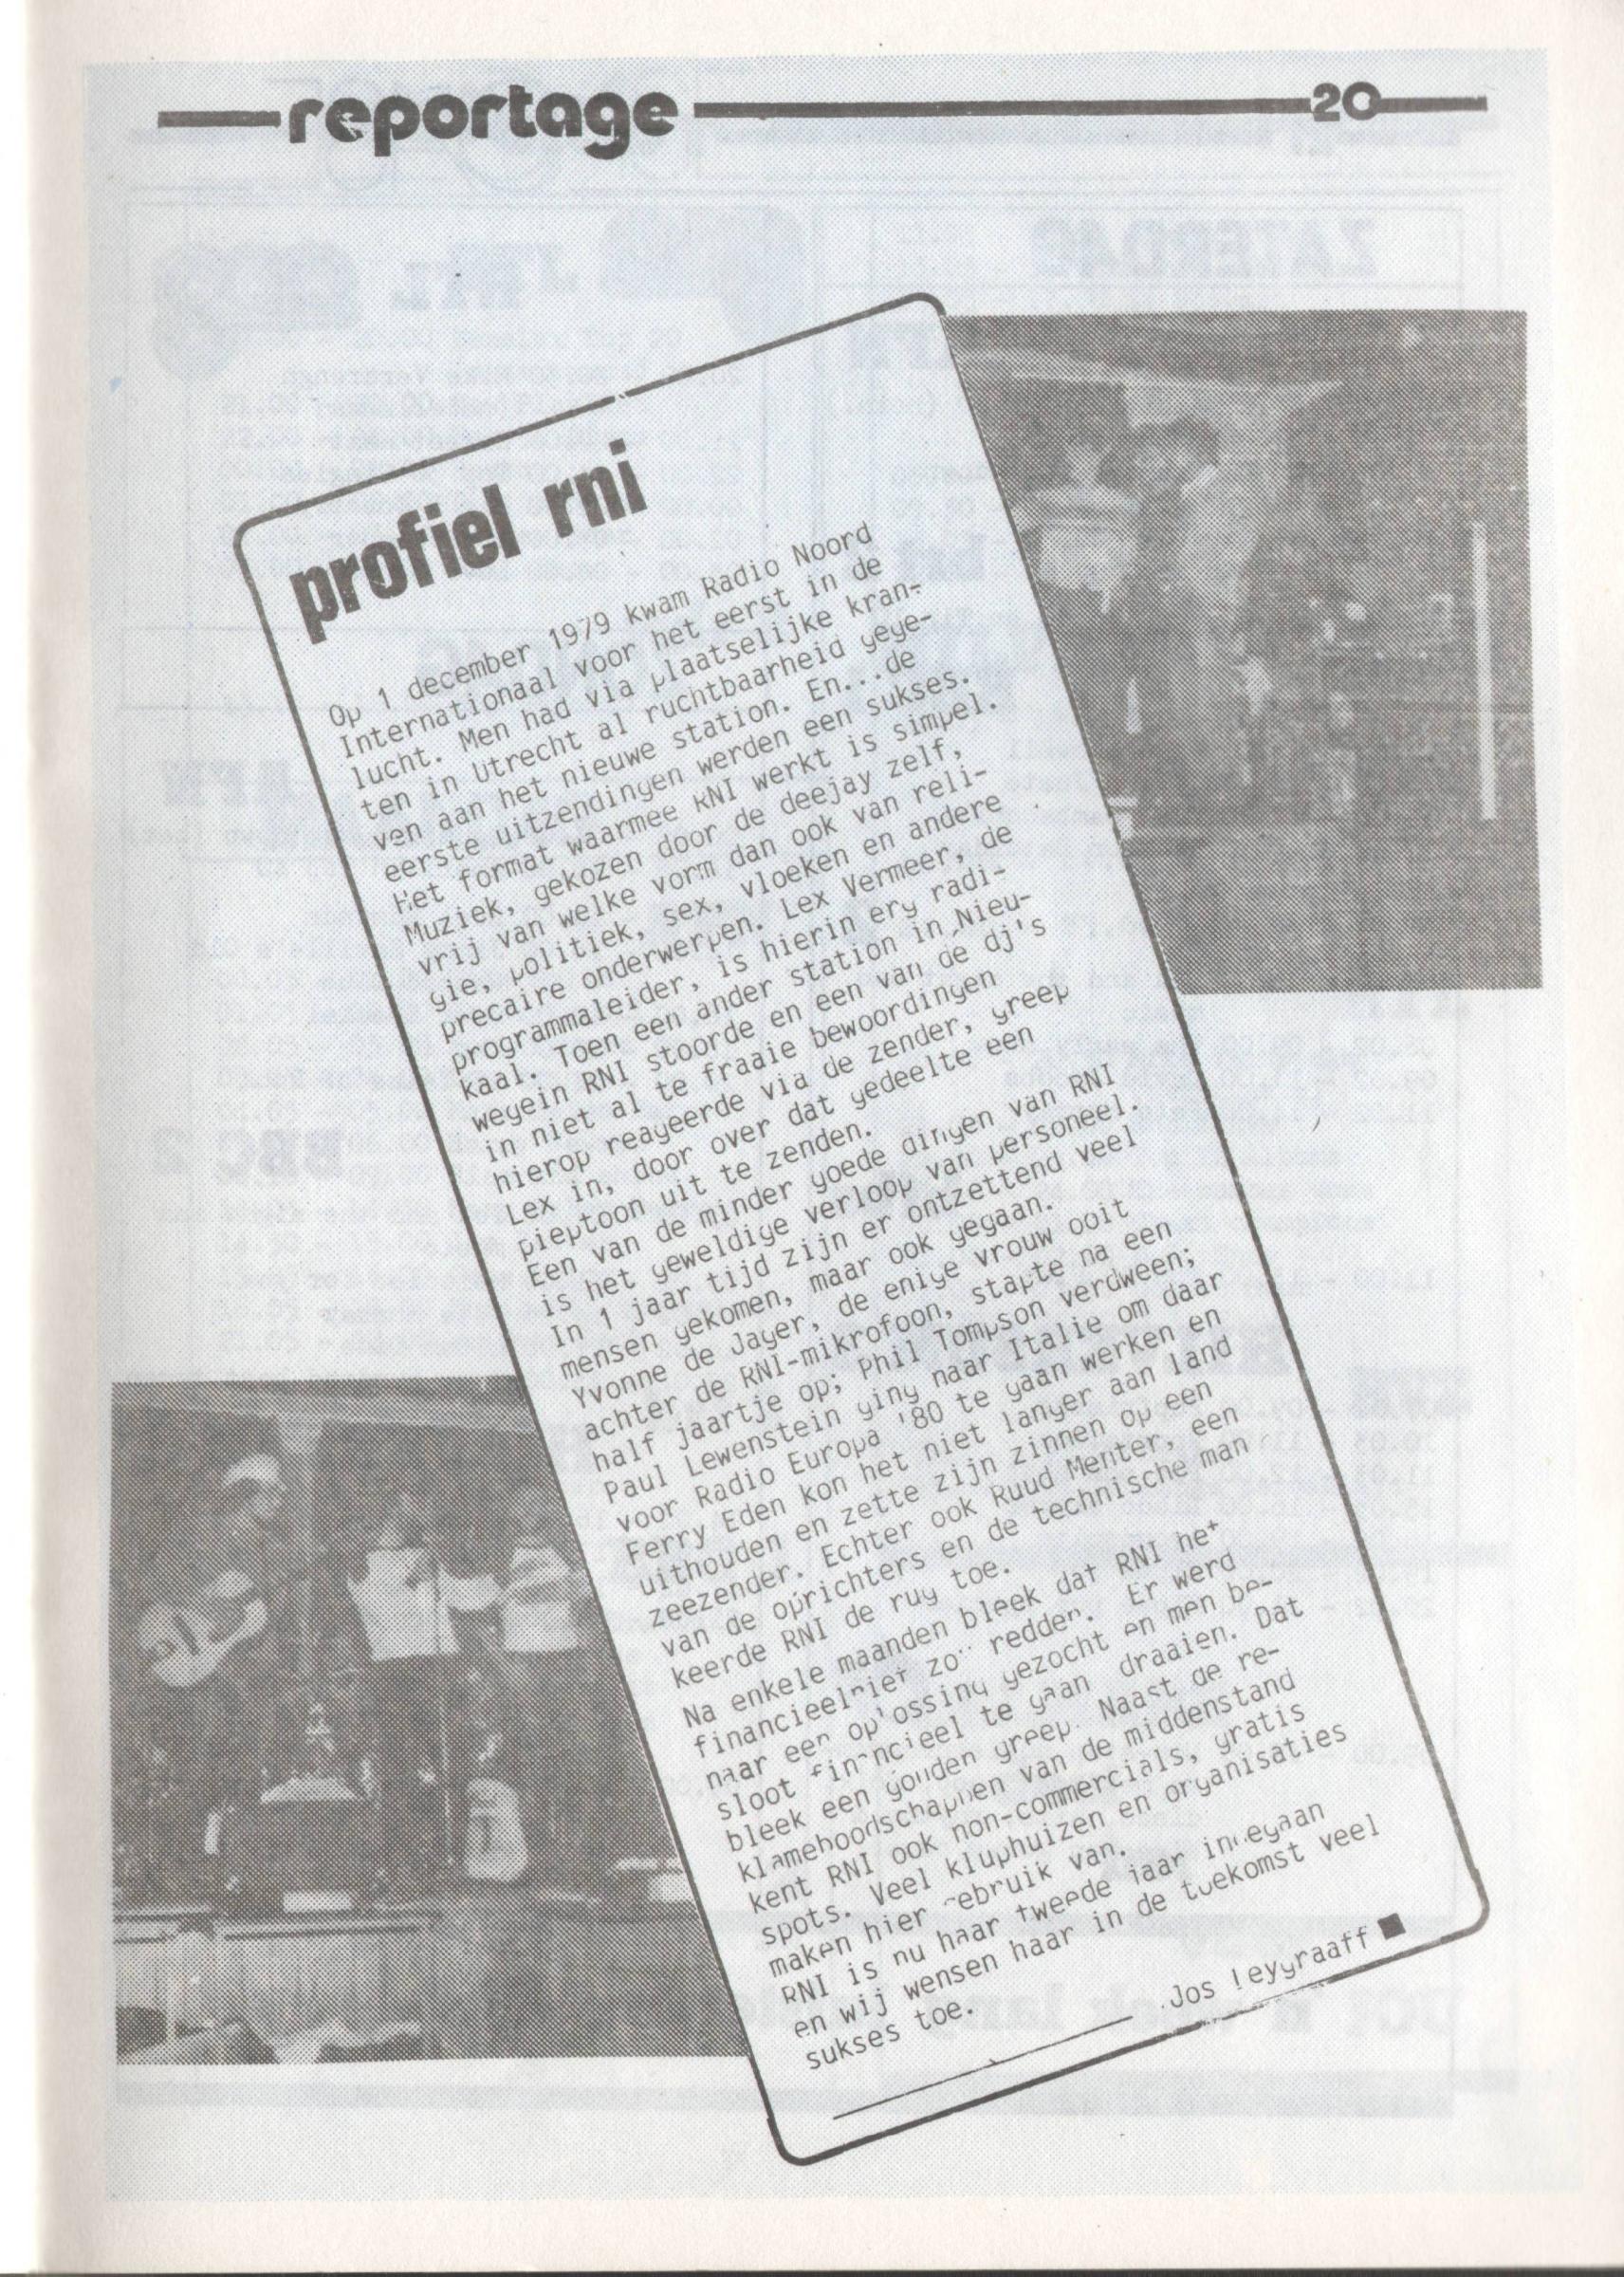 reportage 20
profiel rni
Op 1 december 1979 kwam Radio Noord
Internationaal voor het eerst in de
lucht. Men had via plaatselijke kran-
ten in Utrecht al ruchtbaarheid gege-
ven aan het nieuwe station. En...de
eerste uitzendingen werden een sukses.
Het format waarmee RNI werkt is simpel.
Muziek, gekozen door de deejay zelf,
vrij van welke vorm dan ook van reli-
gie, politiek, sex, vloeken en andere
precaire onderwerpen. Lex Vermeer, de
programmaleider, is hierin erg radi-
kaal. Toen een ander station in Nieu-
wegein RNI stoorde en een van de dj's
in niet al te fraaie bewoordingen
hierop reageerde via de zender, greep
Lex in, door over dat gedeelte een
pieptoon uit te zenden.
Een van de minder goede dingen van RNI
is het geweldige verloop van personeel.
In 1 jaar tijd zijn er ontzettend veel
mensen gekomen, maar ook gegaan.
Yvonne de Jager, de enige vrouw ooit
achter de RNI-mikrofoon, stapte na een
half jaartje op; Phil Tompson verdween;
Paul Lewenstein ging naar Italie om daar
voor Radio Europa '80 te gaan werken en
Ferry Eden kon het niet langer aan land
uithouden en zette zijn zinnen op een
zeezender. Echter ook Ruud Menter, een
van de oprichters en de technische man
keerde RNI de rug toe.
Na enkele maanden bleek dat RNI het
financieel niet zou redden. Er werd
naar een oplossing gezocht en men be-
sloot financieel te gaan draaien. Dat
bleek een gouden greep. Naast de re-
klameboodschappen van de middenstand
kent RNI ook non-commercials, gratis
spots. Veel kluphuizen en organisaties
maken hier gebruik van.
RNI is nu haar tweede jaar ingegaan
en wij wensen haar in de toekomst veel
sukses toe.
Jos Leygraaff